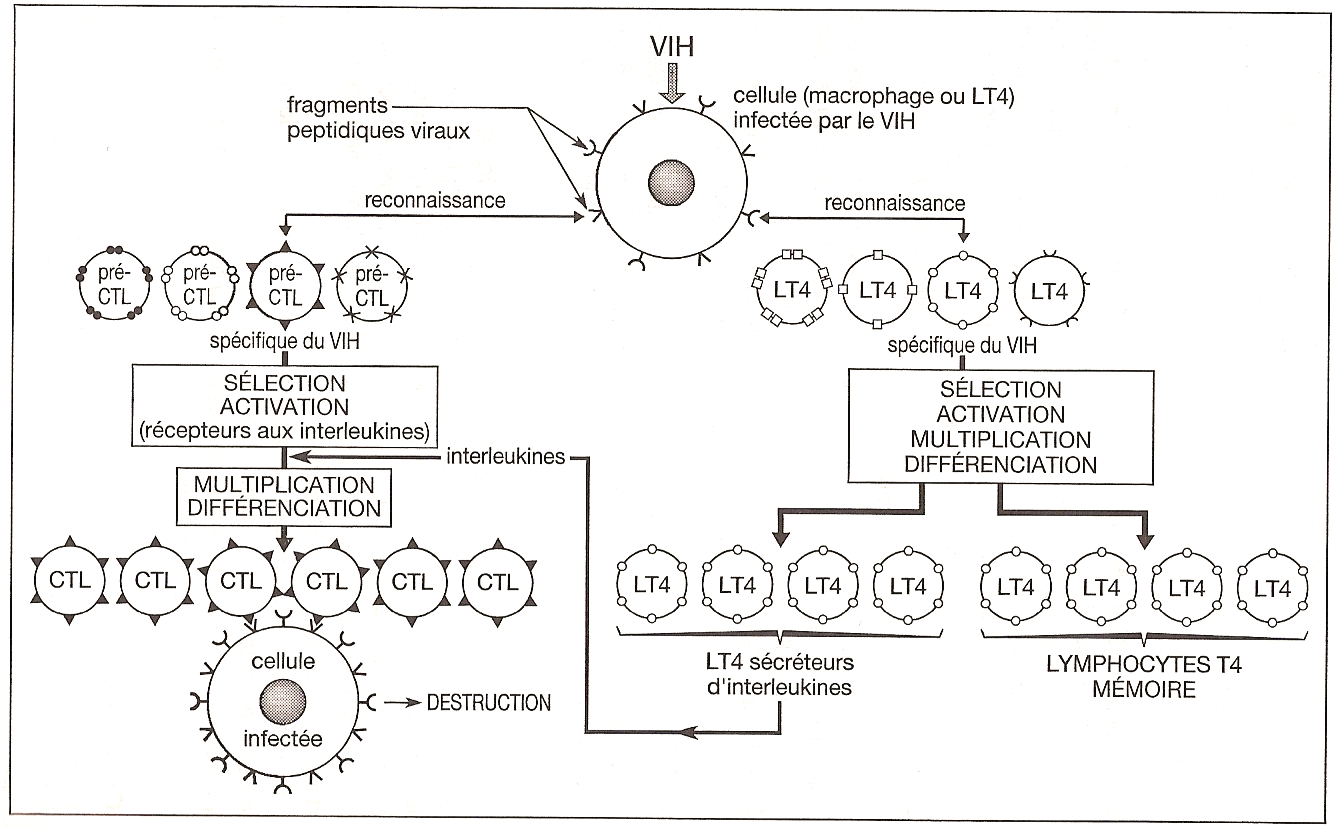 VIH
fragments
peptidiques viraux
cellule (macrophage ou LT4)
infectée par le VIH
reconnaissance
reconnaissance
pré-
CTL
pré-
CTL
pré-
CTL
pré-
CTL
LT4
LT4
LT4
LT4
spécifique du VIH
spécifique du VIH
SÉLECTION
ACTIVATION
(récepteurs aux interleukines)
SÉLECTION
ACTIVATION
MULTIPLICATION
DIFFÉRENCIATION
interleukines
MULTIPLICATION
DIFFÉRENCIATION
CTL
CTL
CTL
CTL
CTL
CTL
LT4
LT4
LT4
LT4
LT4
LT4
LT4
LT4
cellule
infectée
DESTRUCTION
LT4 sécréteurs
d'interleukines
LYMPHOCYTES T4
MÉMOIRE